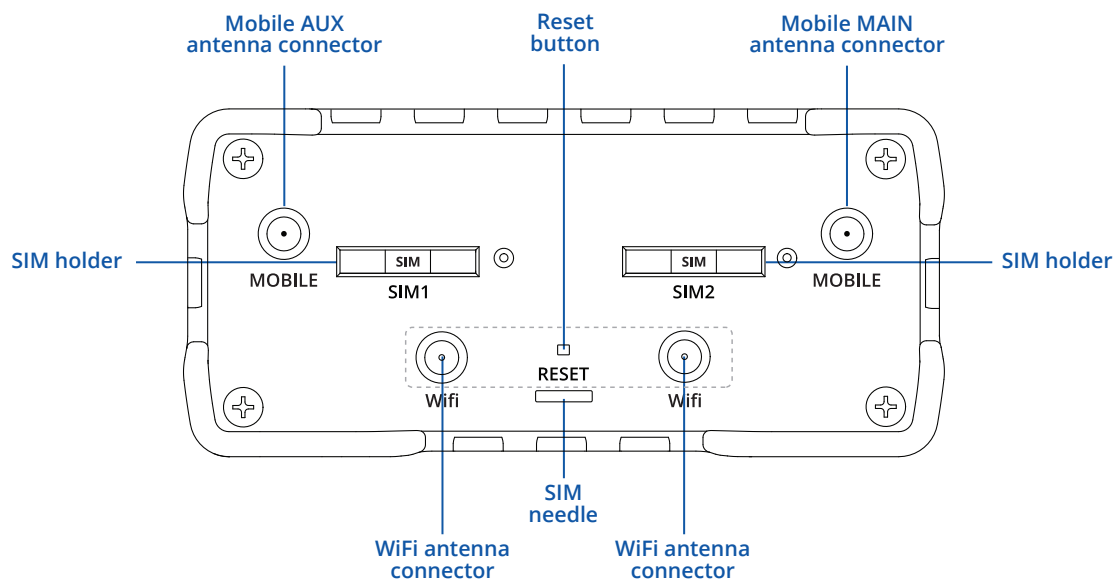 Mobile AUX
antenna connector
Reset
button
Mobile MAIN
antenna connector
SIM holder
SIM
SIM
SIM holder
MOBILE
SIM1
SIM2
MOBILE
RESET
Wifi
Wifi
SIM
needle
WiFi antenna
connector
WiFi antenna
connector